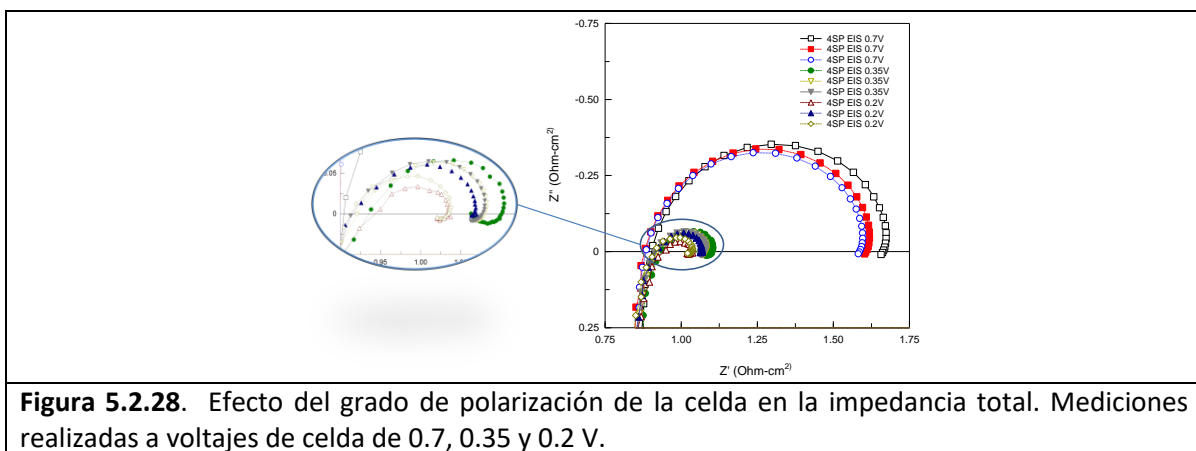 -0.75
4SP EIS 0.7V
4SP EIS 0.7V
4SP EIS 0.7V
4SP EIS 0.35V
4SP EIS 0.35V
4SP EIS 0.35V
4SP EIS 0.2V
4SP EIS 0.2V
4SP EIS 0.2V
-0.50
Z" (Ohm-cm²)
-0.25
0
0.25
0.75
1.00
1.25
1.50
1.75
Z' (Ohm-cm²)
0.05
0
0.95
1.00
Figura 5.2.28. Efecto del grado de polarización de la celda en la impedancia total. Mediciones
realizadas a voltajes de celda de 0.7, 0.35 y 0.2 V.